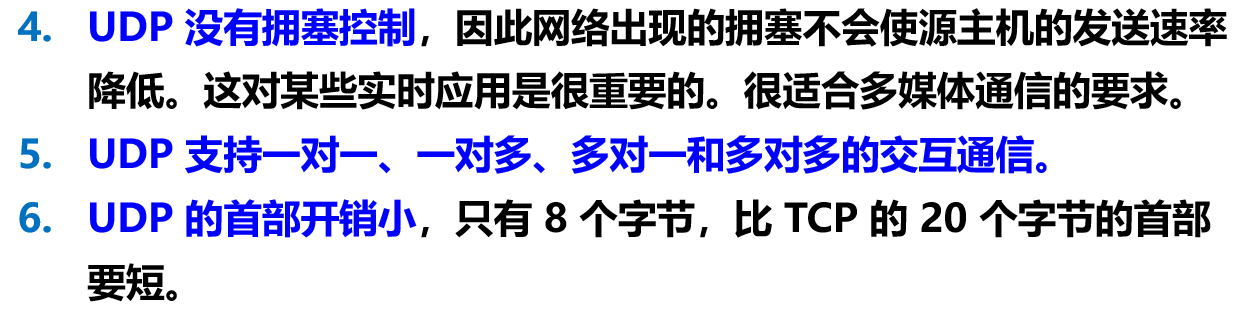 4. UDP 没有拥塞控制，因此网络出现的拥塞不会使源主机的发送速率
降低。这对某些实时应用是很重要的。很适合多媒体通信的要求。
5. UDP 支持一对一、一对多、多对一和多对多的交互通信。
6. UDP 的首部开销小，只有 8 个字节，比 TCP 的 20 个字节的首部
要短。